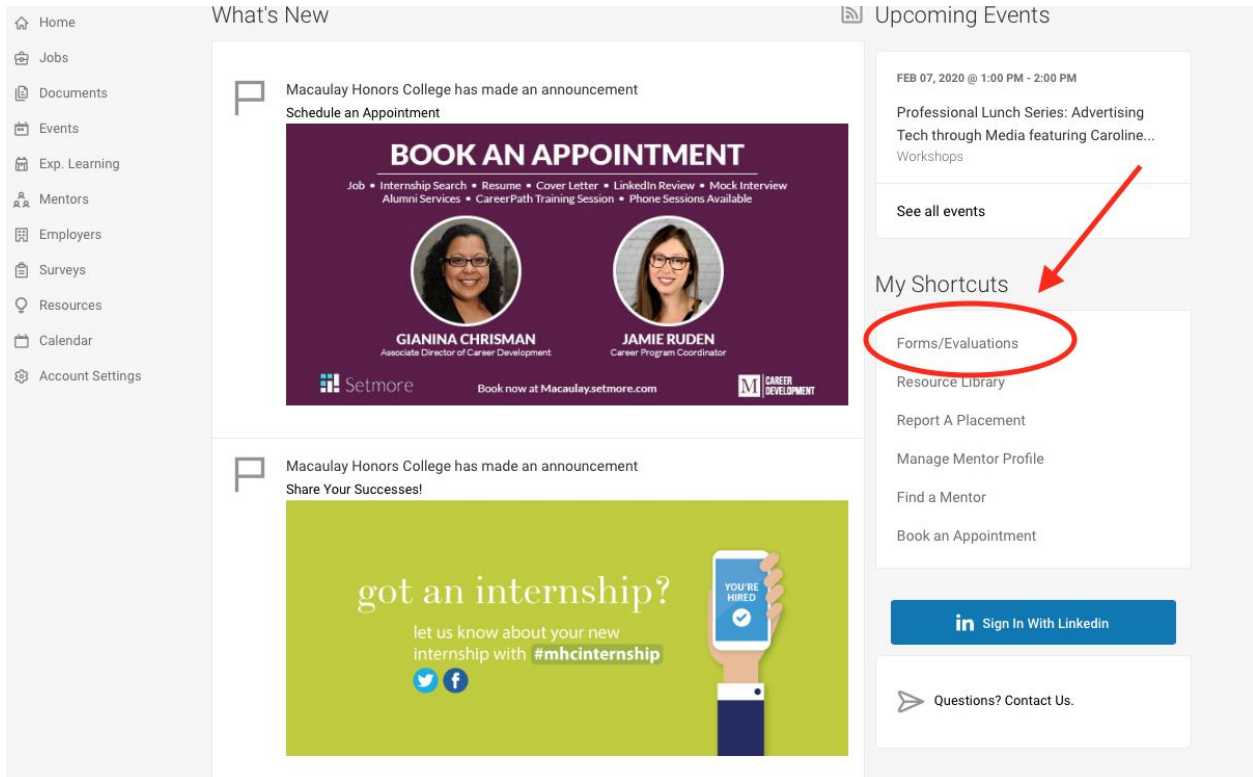 Home
Jobs
Documents
Events
Exp. Learning
Mentors
Employers
Surveys
Resources
Calendar
Account Settings
What's New
Macaulay Honors College has made an announcement
Schedule an Appointment
BOOK AN APPOINTMENT
Job • Internship Search • Resume • Cover Letter • LinkedIn Review • Mock Interview
Alumni Services • CareerPath Training Session • Phone Sessions Available
GIANINA CHRISMAN
Associate Director of Career Development
JAMIE RUDEN
Career Program Coordinator
Setmore
Book now at Macaulay.setmore.com
M CAREER
DEVELOPMENT
Macaulay Honors College has made an announcement
Share Your Successes!
got an internship?
let us know about your new
internship with #mhcinternship
YOU'RE
HIRED
Upcoming Events
FEB 07, 2020 @ 1:00 PM - 2:00 PM
Professional Lunch Series: Advertising
Tech through Media featuring Caroline...
Workshops
See all events
My Shortcuts
Forms/Evaluations
Resource Library
Report A Placement
Manage Mentor Profile
Find a Mentor
Book an Appointment
in Sign In With Linkedin
Questions? Contact Us.